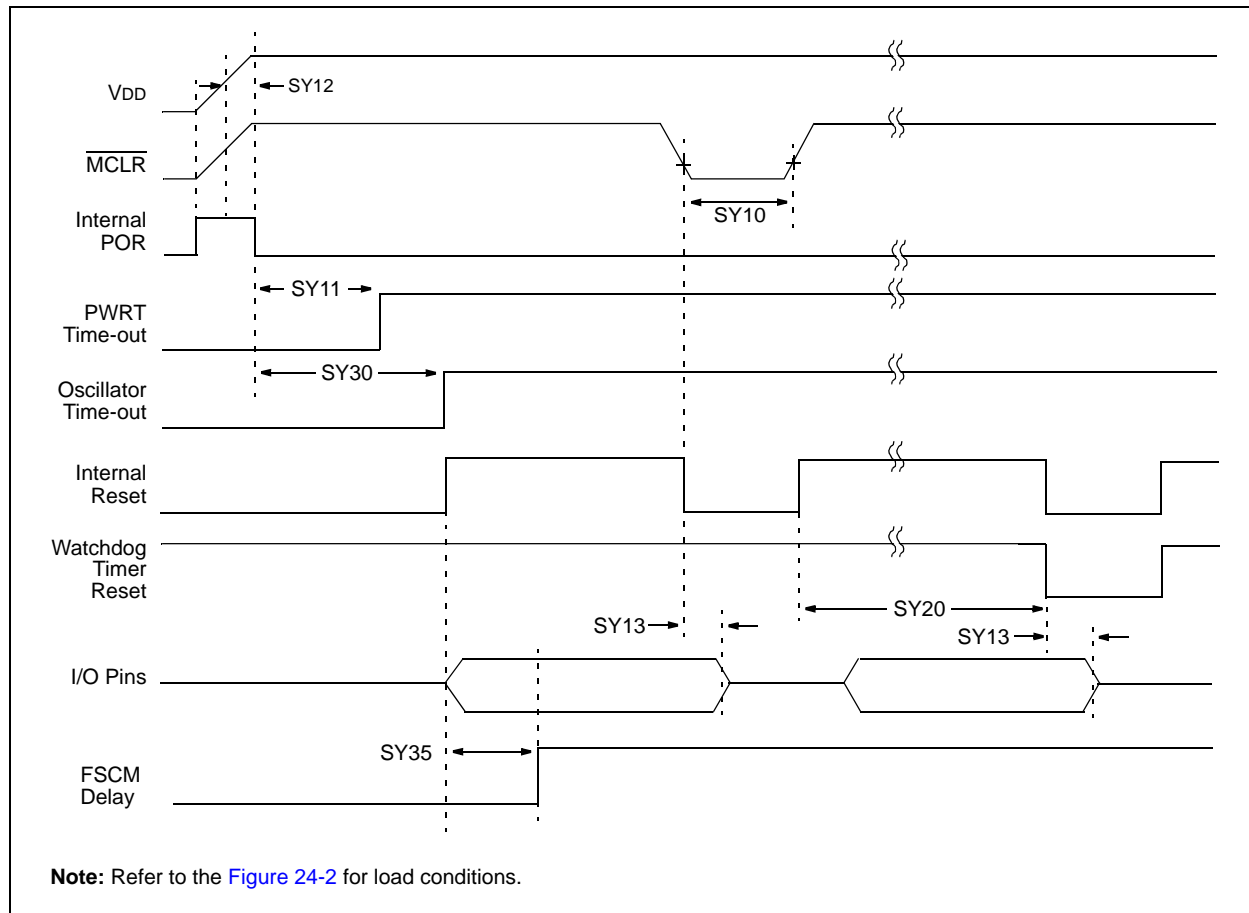 VDD
SY12
MCLR
SY10
Internal
POR
SY11
PWRT
Time-out
SY30
Oscillator
Time-out
Internal
Reset
Watchdog
Timer
Reset
SY20
SY13
SY13
I/O Pins
SY35
FSCM
Delay
Note: Refer to the Figure 24-2 for load conditions.